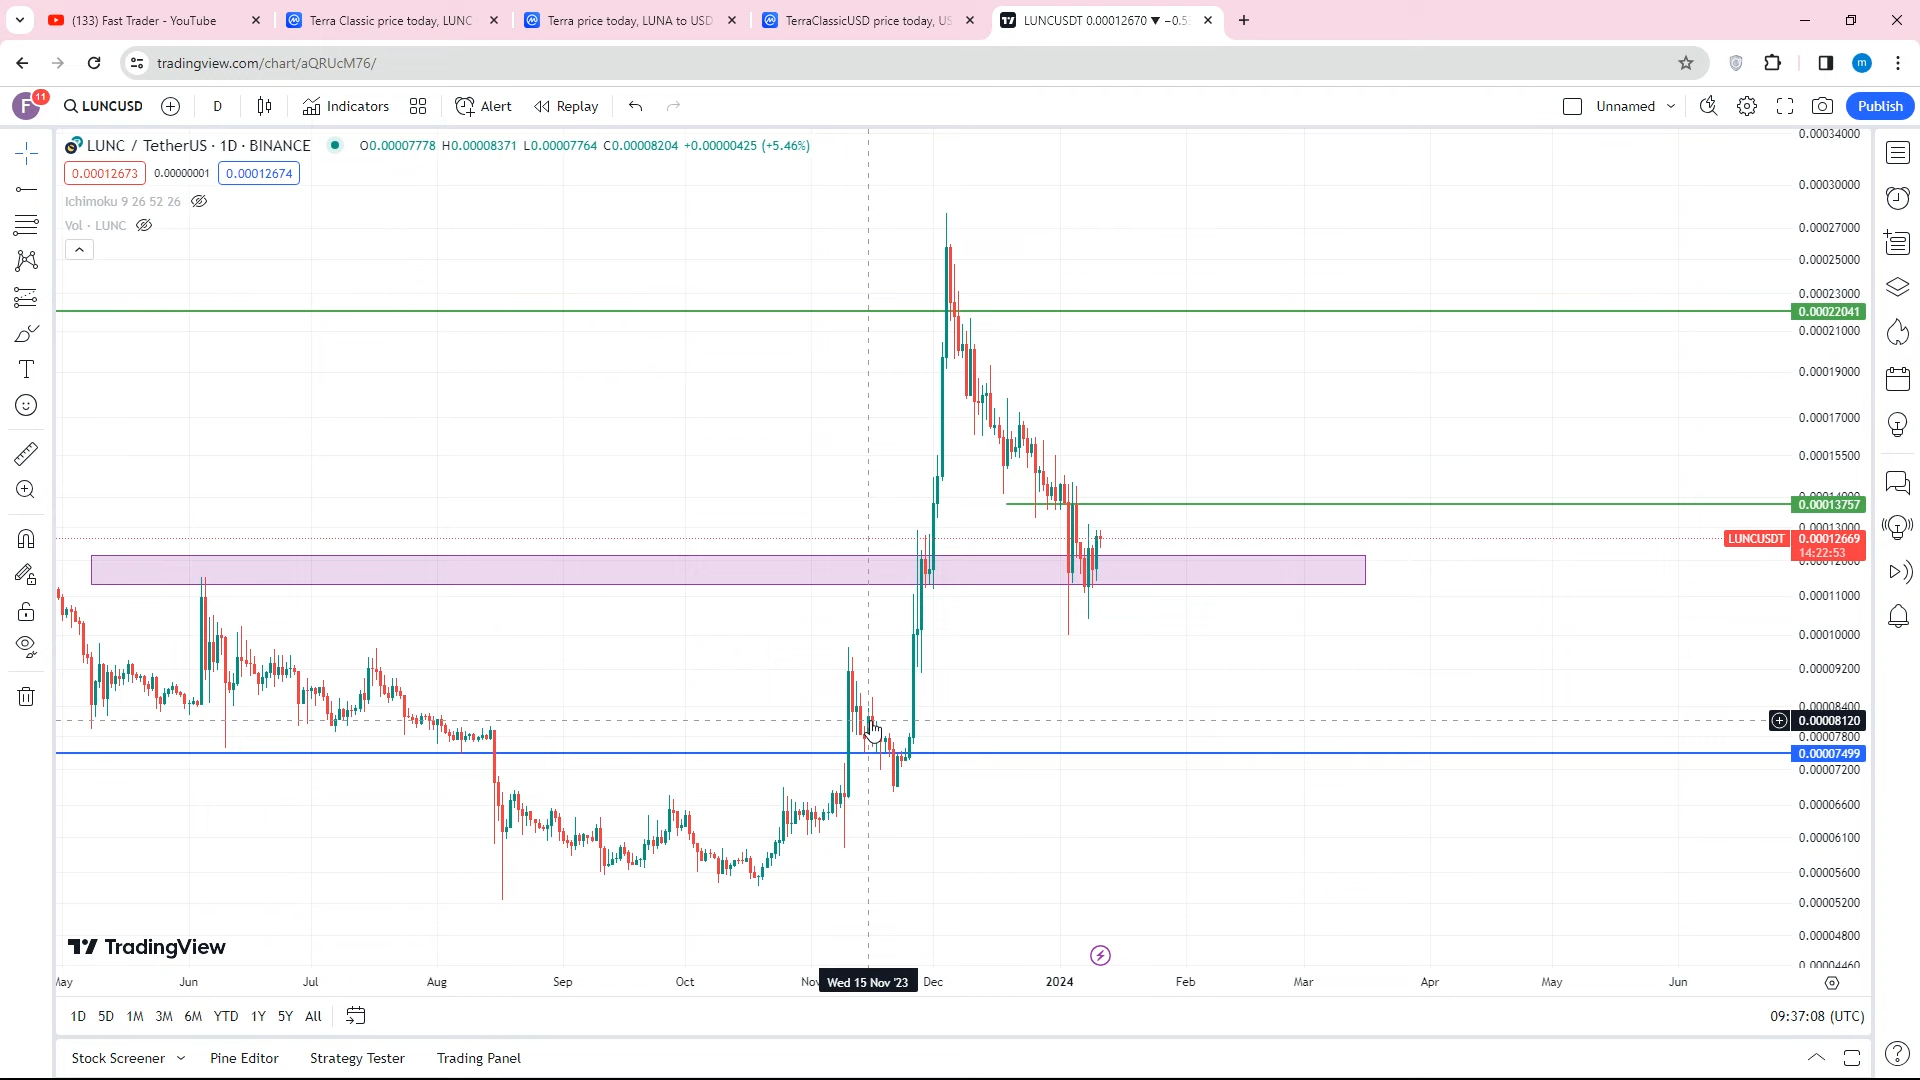 (133) Fast Trader - YouTube
Terra Classic price today, LUNC
Terra price today, LUNA to USD
TerraClassicUSD price today, US
LUNCUSDT 0.00012670 ▼ −0.5
tradingview.com/chart/aQRUcM76/
m
F
11
LUNCUSD
D
Indicators
Alert
Replay
Unnamed
Publish
LUNC / TetherUS · 1D · BINANCE
O0.00007778 H0.00008371 L0.00007764 C0.00008204 +0.00000425 (+5.46%)
0.00012673
0.00000001
0.00012674
Ichimoku 9 26 52 26
Vol · LUNC
0.00034000
0.00030000
0.00027000
0.00025000
0.00023000
0.00022041
0.00021000
0.00019000
0.00017000
0.00015500
0.00014000
0.00013757
0.00013000
LUNCUSDT
0.00012669
14:22:53
0.00012000
0.00011000
0.00010000
0.00009200
0.00008400
0.00008120
0.00007800
0.00007499
0.00007200
0.00006600
0.00006100
0.00005600
0.00005200
0.00004800
0.00004460
TradingView
May
Jun
Jul
Aug
Sep
Oct
Nov
Wed 15 Nov '23
Dec
2024
Feb
Mar
Apr
May
Jun
1D 5D 1M 3M 6M YTD 1Y 5Y All
09:37:08 (UTC)
Stock Screener
Pine Editor
Strategy Tester
Trading Panel